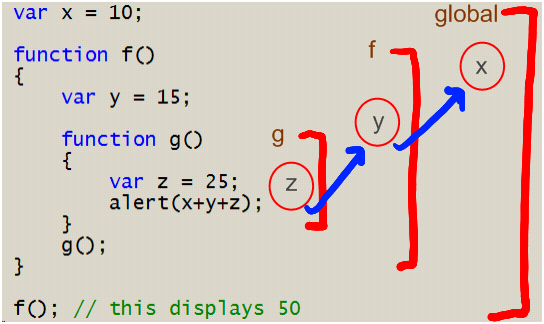 var x = 10;
global
function f()
f
x
{
var y = 15;
y
function g()
g
{
var z = 25;
z
alert(x+y+z);
}
g();
}
f(); // this displays 50